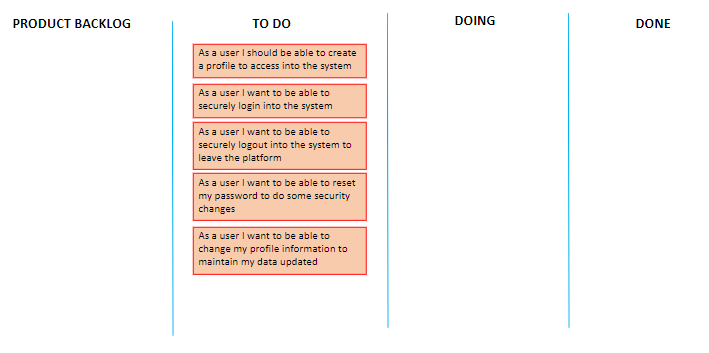 PRODUCT BACKLOG
TO DO
DOING
DONE
As a user I should be able to create
a profile to access into the system
As a user I want to be able to
securely login into the system
As a user I want to be able to
securely logout into the system to
leave the platform
As a user I want to be able to reset
my password to do some security
changes
As a user I want to be able to
change my profile information to
maintain my data updated